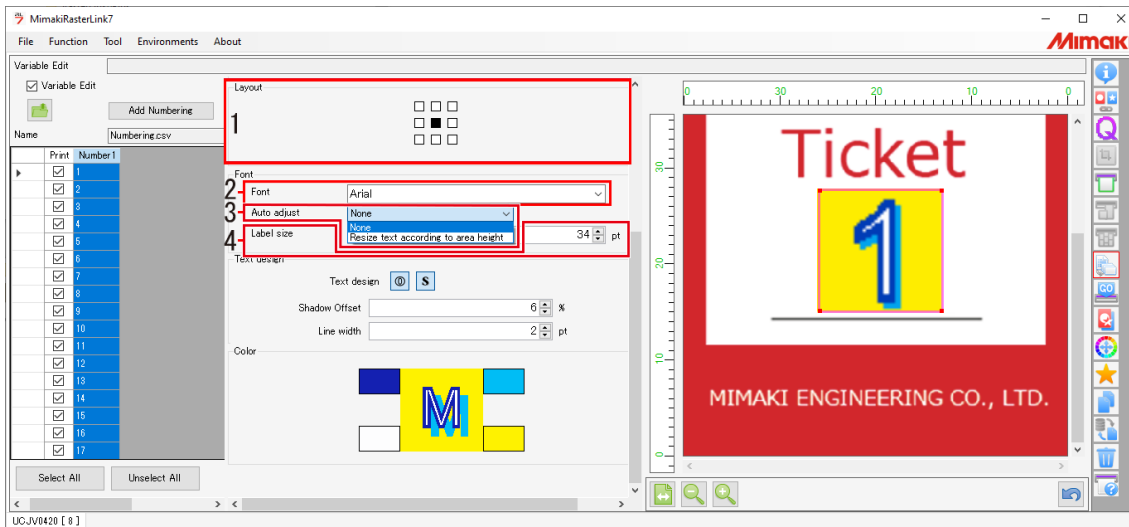 MimakiRasterLink7
File Function Tool Environments About
Mimaki
Variable Edit
Variable Edit
Add Numbering
Name Numbering.csv
Print Number1
1
2
3
4
5
6
7
8
9
10
11
12
13
14
15
16
17
Select All Unselect All
UCJV0420 [ 8 ]
Layout
1
Font
2 Font Arial
3 Auto adjust None
None
Resize text according to area height
4 Label size 34 pt
Text design
Text design S
Shadow Offset 6 %
Line width 2 pt
Color
M
0 30 20 10 0
30
20
10
0
Ticket
1
MIMAKI ENGINEERING CO., LTD.
Q
GO